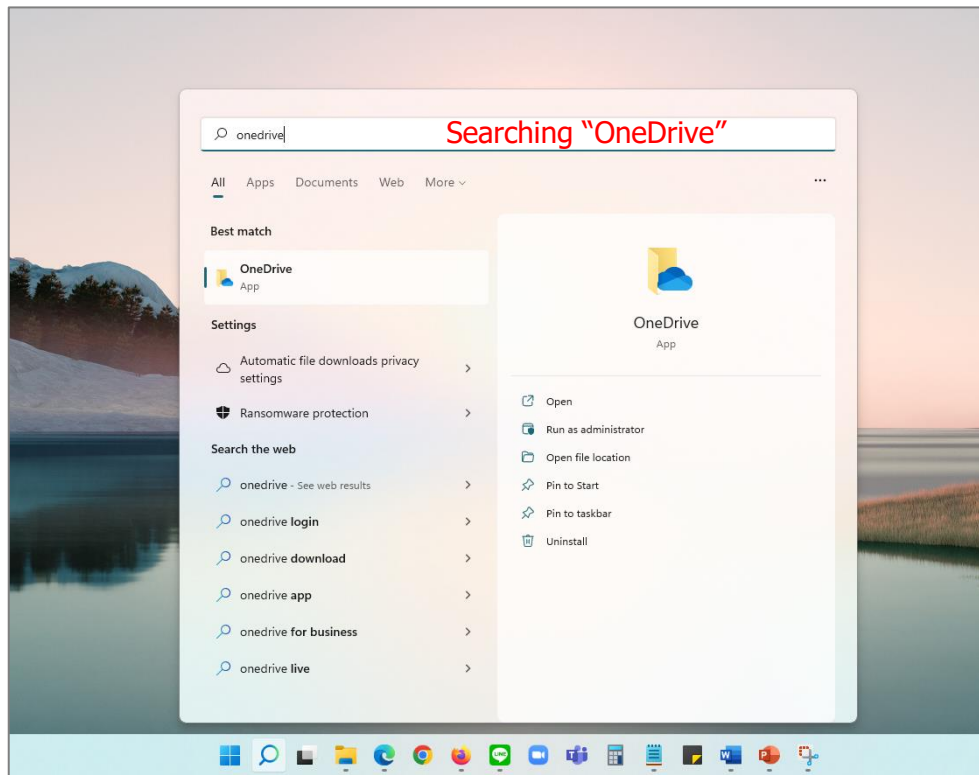 onedrive
Searching “OneDrive”
All Apps Documents Web More
Best match
OneDrive
App
Settings
Automatic file downloads privacy
settings
Ransomware protection
Search the web
onedrive - See web results
onedrive login
onedrive download
onedrive app
onedrive for business
onedrive live
OneDrive
App
Open
Run as administrator
Open file location
Pin to Start
Pin to taskbar
Uninstall